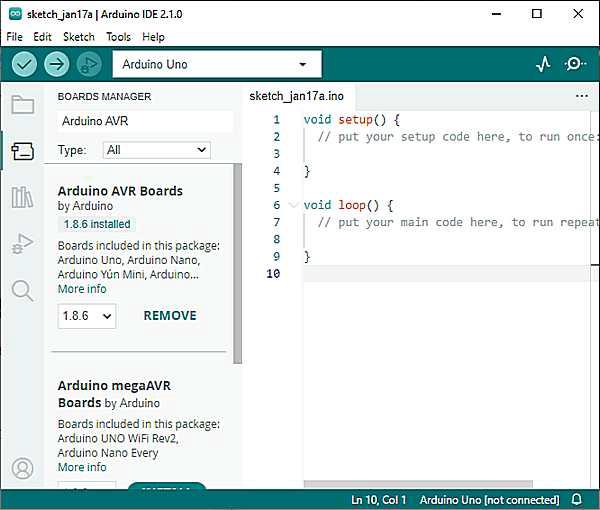 sketch_jan17a | Arduino IDE 2.1.0
File Edit Sketch Tools Help
Arduino Uno
BOARDS MANAGER
Arduino AVR
Type: All
Arduino AVR Boards
by Arduino
1.8.6 installed
Boards included in this package:
Arduino Uno, Arduino Nano,
Arduino Yún Mini, Arduino...
More info
1.8.6 REMOVE
Arduino megaAVR
Boards by Arduino
Boards included in this package:
Arduino UNO WiFi Rev2,
Arduino Nano Every
More info
sketch_jan17a.ino
1 void setup() {
2 // put your setup code here, to run once:
3
4 }
5
6 void loop() {
7 // put your main code here, to run repeat
8
9 }
10
Ln 10, Col 1 Arduino Uno [not connected]